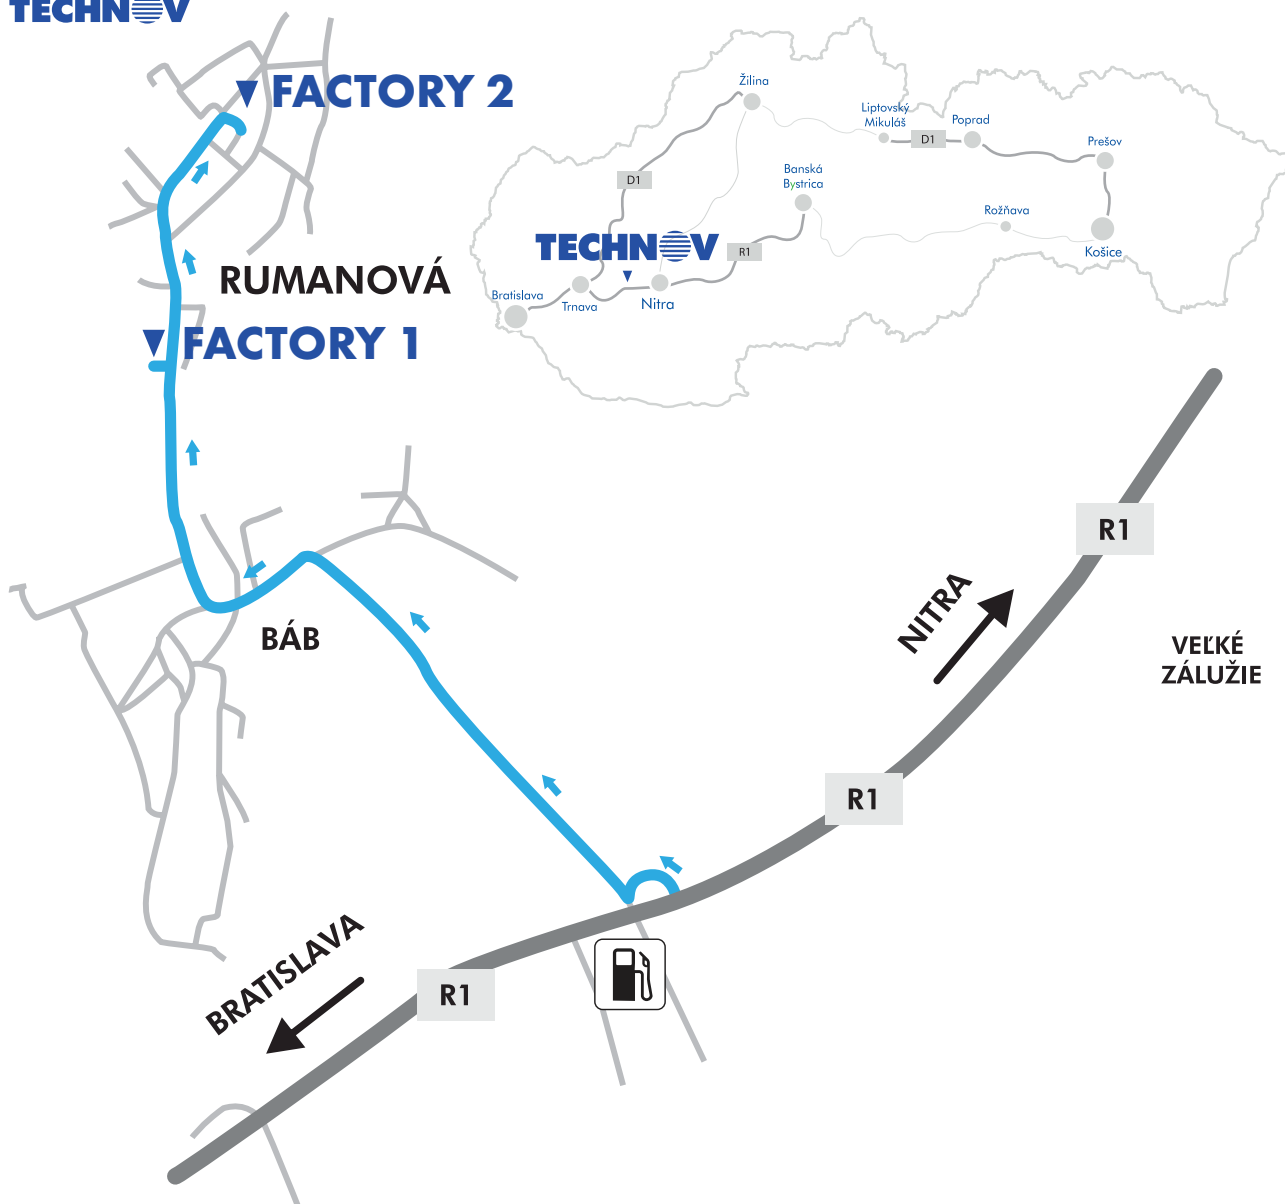 TECHNOV
FACTORY 2
RUMANOVÁ
FACTORY 1
Žilina
Liptovský
Mikuláš
D1
Poprad
Prešov
D1
Banská
Bystrica
Rožňava
Košice
TECHNOV
R1
Bratislava
Trnava
Nitra
R1
NITRA
BÁB
VEĽKÉ
ZÁLUŽIE
R1
BRATISLAVA
R1